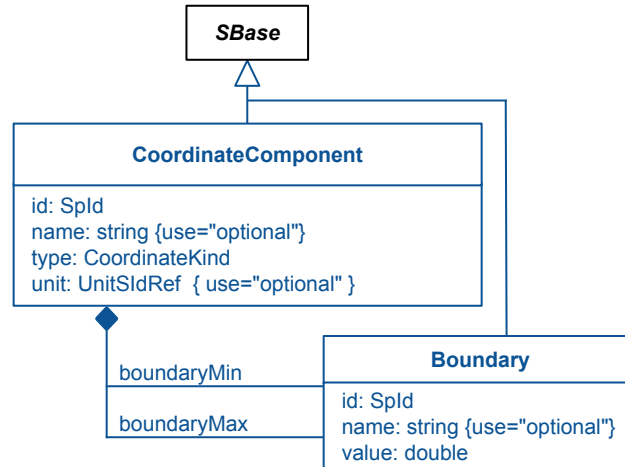 SBase
CoordinateComponent
id: SpId
name: string {use="optional"}
type: CoordinateKind
unit: UnitSIdRef { use="optional" }
boundaryMin
boundaryMax
Boundary
id: SpId
name: string {use="optional"}
value: double